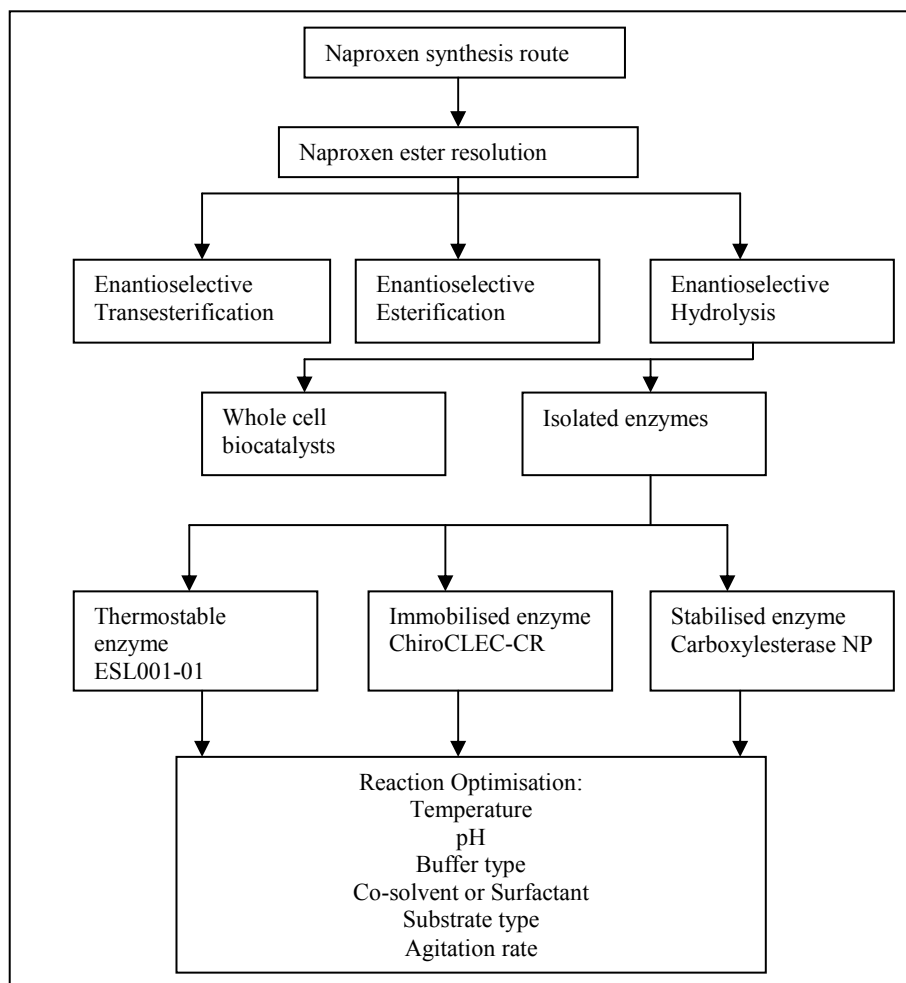 Naproxen synthesis route
Naproxen ester resolution
Enantioselective
Transesterification
Enantioselective
Esterification
Enantioselective
Hydrolysis
Whole cell
biocatalysts
Isolated enzymes
Thermostable
enzyme
ESL001-01
Immobilised enzyme
ChiroCLEC-CR
Stabilised enzyme
Carboxylesterase NP
Reaction Optimisation:
Temperature
pH
Buffer type
Co-solvent or Surfactant
Substrate type
Agitation rate